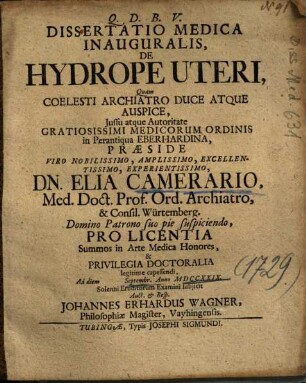 Q. D. B. V.
DISSERTATIO MEDICA
INAUGURALIS,
DE
HYDROPE UTERI,
Quam
COELESTI ARCHIATRO DUCE ATQUE
AUSPICE,
Jussu atque Autoritate
GRATIOSISSIMI MEDICORUM ORDINIS
in Perantiqua EBERHARDINA,
PRÆSIDE
VIRO NOBILISSIMO, AMPLISSIMO, EXCELLEN-
TISSIMO, EXPERIENTISSIMO,
DN. ELIA CAMERARIO,
Med. Doct. Prof. Ord. Archiatro,
& Consil. Würtemberg.
Domino Patrono suo pie suspiciendo,
PRO LICENTIA
Summos in Arte Medica Honores,
&
PRIVILEGIA DOCTORALIA
legitime capessendi,
Ad diem Septembr. Anno MDCCXXIX.
Solenni Eruditorum Examini subjicit
Auct. & Resp.
JOHANNES ERHARDUS WAGNER,
Philosophiæ Magister, Vayhingensis.
TUBINGÆ, Typis JOSEPHI SIGMUNDI.
(1729.)